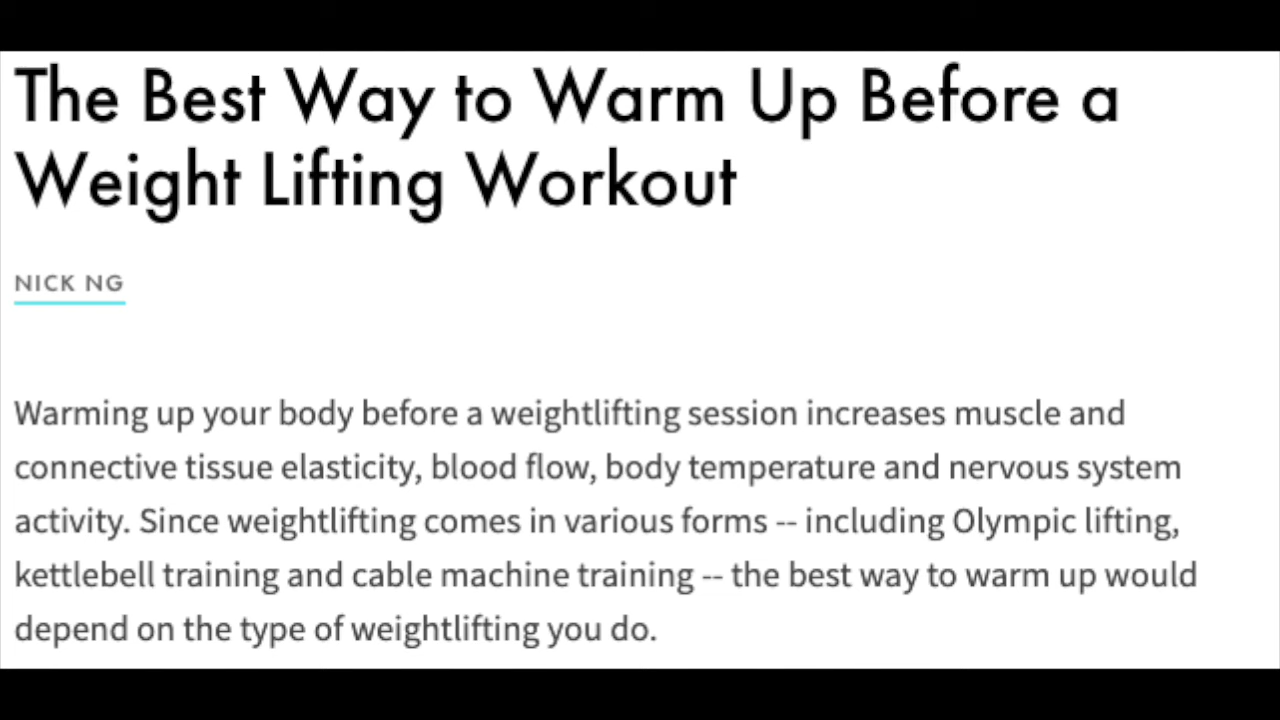 The Best Way to Warm Up Before a
Weight Lifting Workout
NICK NG
Warming up your body before a weightlifting session increases muscle and
connective tissue elasticity, blood flow, body temperature and nervous system
activity. Since weightlifting comes in various forms -- including Olympic lifting,
kettlebell training and cable machine training -- the best way to warm up would
depend on the type of weightlifting you do.